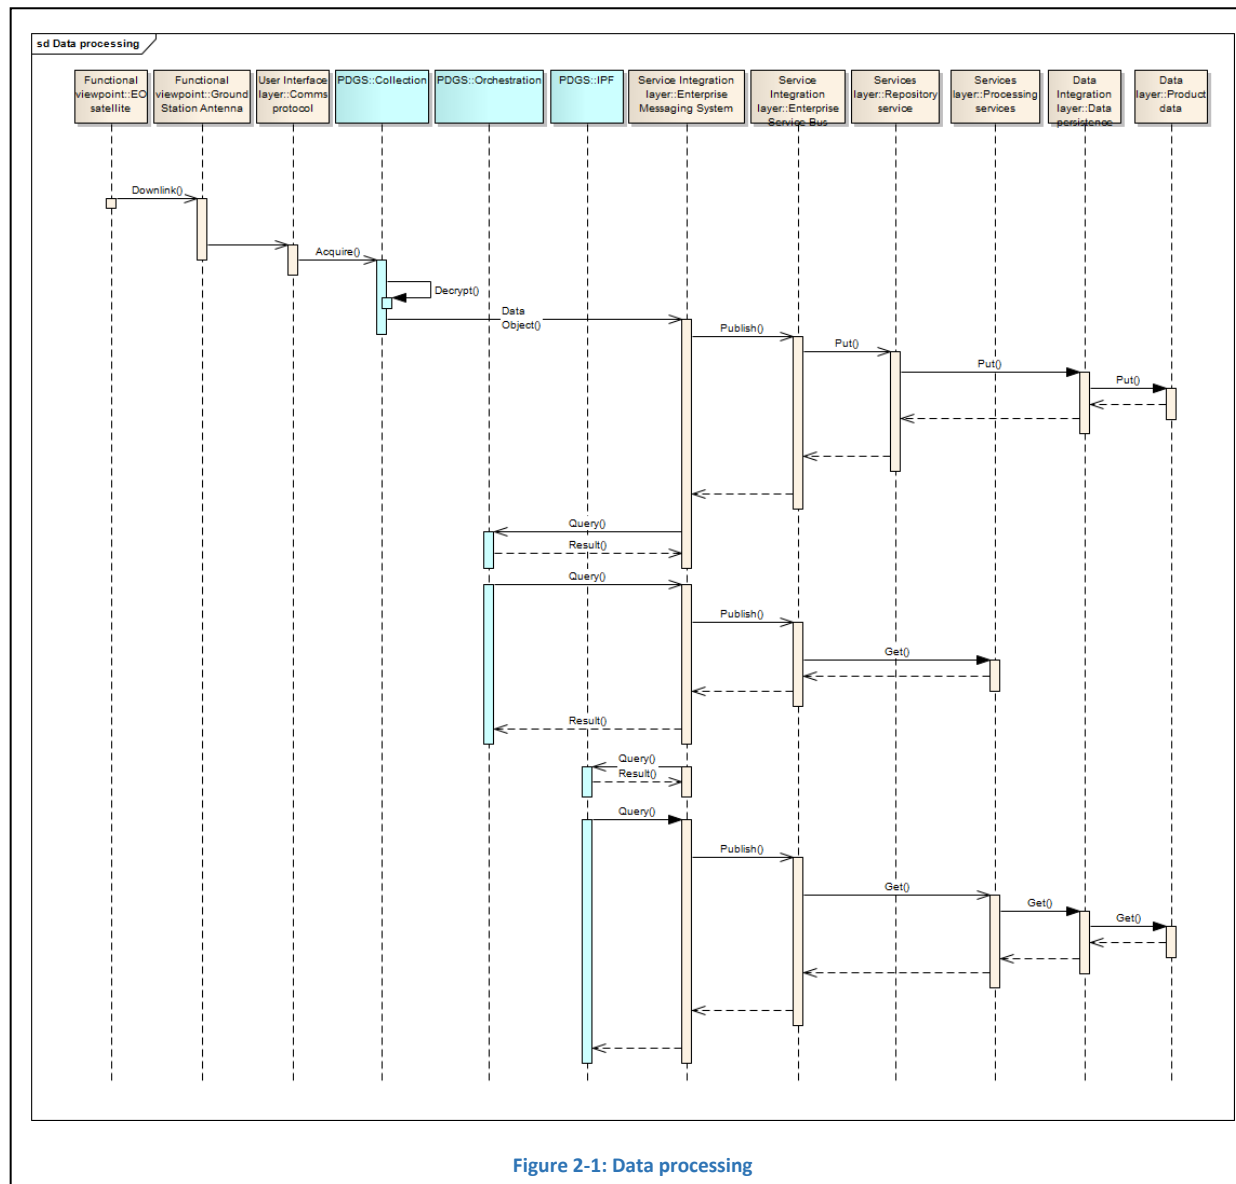 sd Data processing
Functional
viewpoint::EO
satellite
Functional
viewpoint::Ground
Station Antenna
User Interface
layer::Comms
protocol
PDGS::Collection
PDGS::Orchestration
PDGS::IPF
Service Integration
layer::Enterprise
Messaging System
Service
Integration
layer::Enterprise
Service Bus
Services
layer::Repository
service
Services
layer::Processing
services
Data
Integration
layer::Data
persistence
Data
layer::Product
data
Downlink()
Acquire()
Decrypt()
Data
Object()
Publish()
Put()
Put()
Put()
Query()
Result()
Query()
Publish()
Get()
Result()
Query()
Result()
Query()
Publish()
Get()
Get()
Get()
Figure 2-1: Data processing